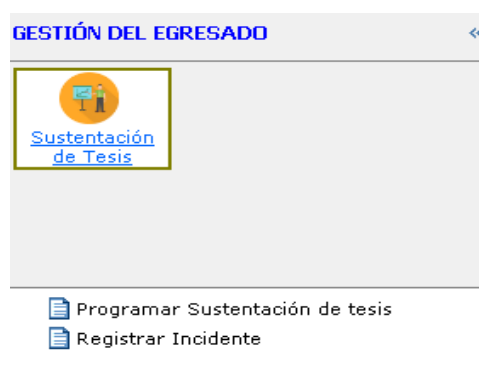 GESTIÓN DEL EGRESADO «
Sustentación
de Tesis
Programar Sustentación de tesis
Registrar Incidente